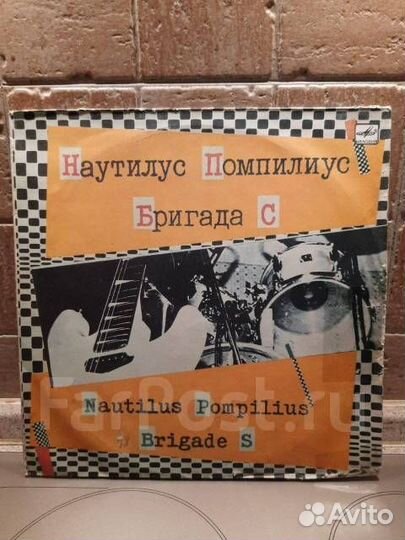 Наутилус Помпилиус
Бригада С
FarPost.ru
Nautilus Pompilius
Brigade S
Avito